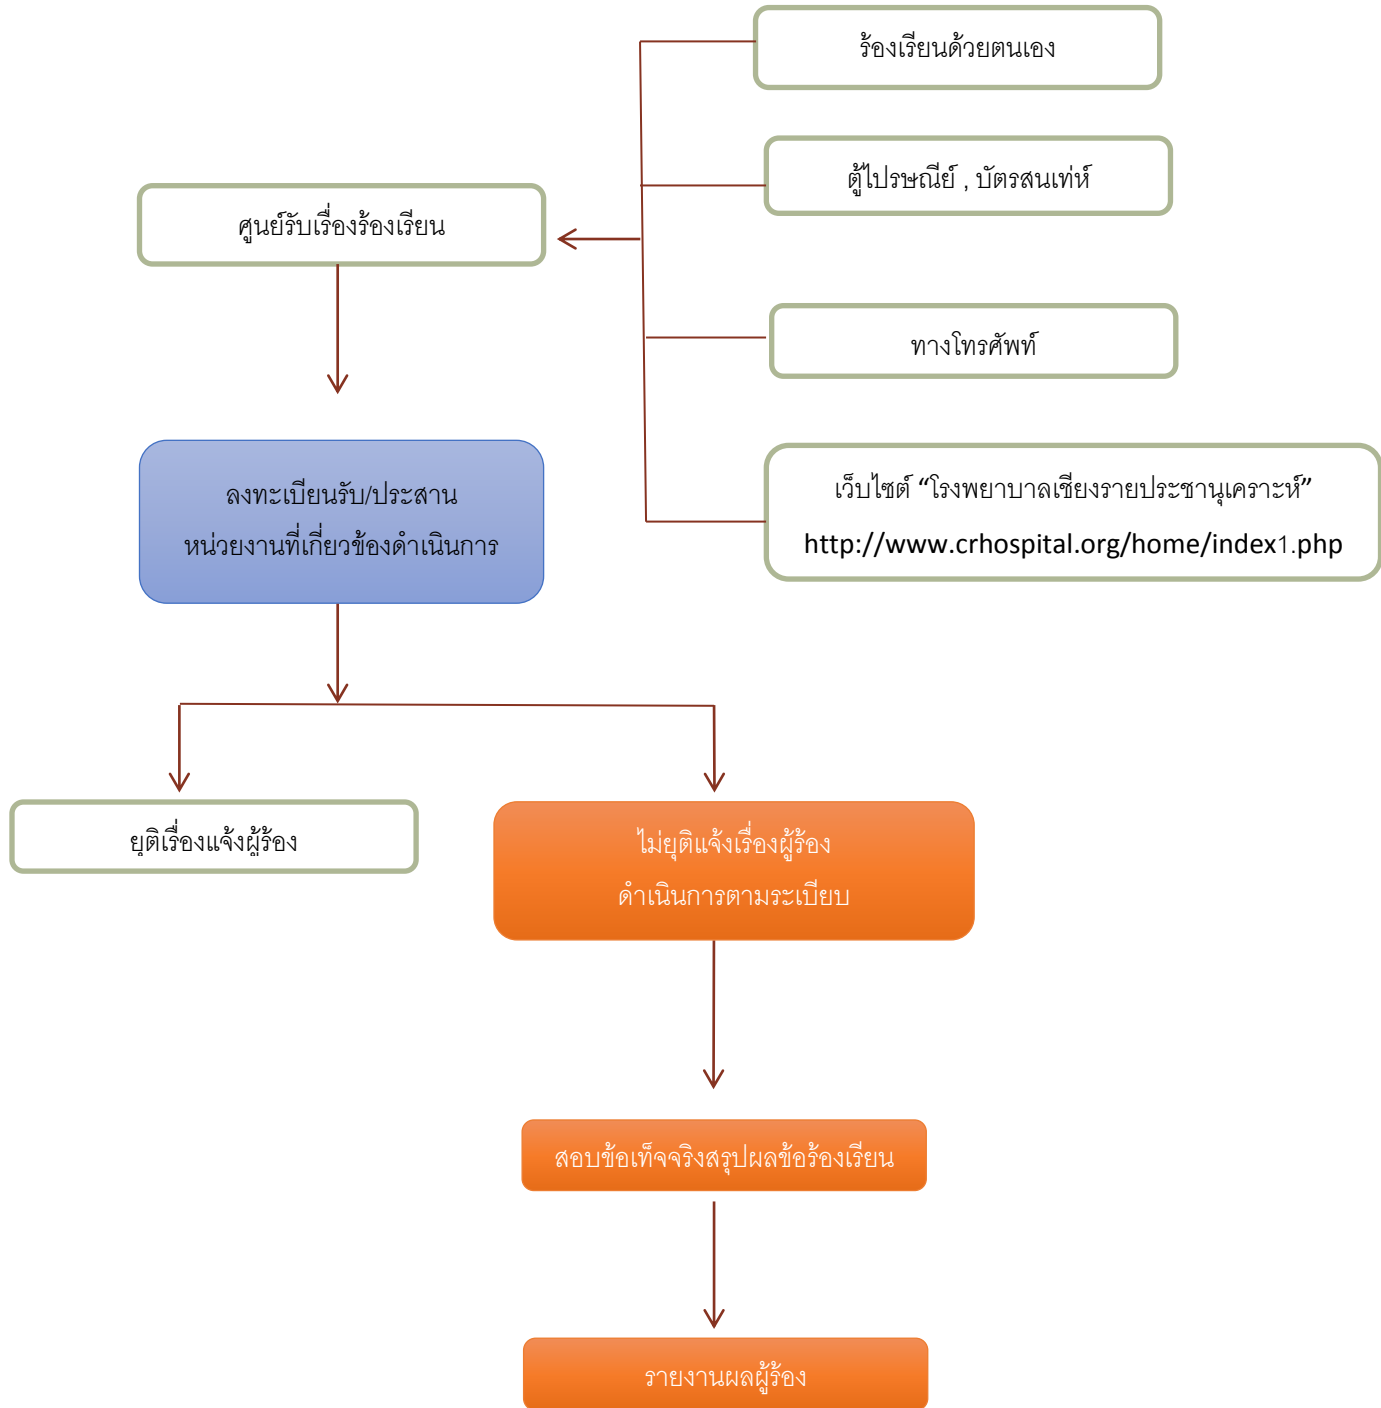 ร้องเรียนด้วยตนเอง
ตู้ไปรษณีย์ , บัตรสนเท่ห์
ศูนย์รับเรื่องร้องเรียน
ทางโทรศัพท์
เว็บไซต์ “โรงพยาบาลเชียงรายประชานุเคราะห์”
http://www.crhospital.org/home/index1.php
ลงทะเบียนรับ/ประสาน
หน่วยงานที่เกี่ยวข้องดำเนินการ
ยุติเรื่องแจ้งผู้ร้อง
ไม่ยุติแจ้งเรื่องผู้ร้อง
ดำเนินการตามระเบียบ
สอบข้อเท็จจริงสรุปผลข้อร้องเรียน
รายงานผลผู้ร้อง